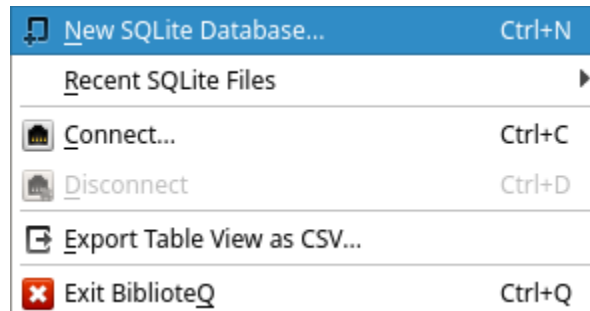 New SQLite Database... Ctrl+N
Recent SQLite Files
Connect... Ctrl+C
Disconnect Ctrl+D
Export Table View as CSV...
Exit BiblioteQ Ctrl+Q